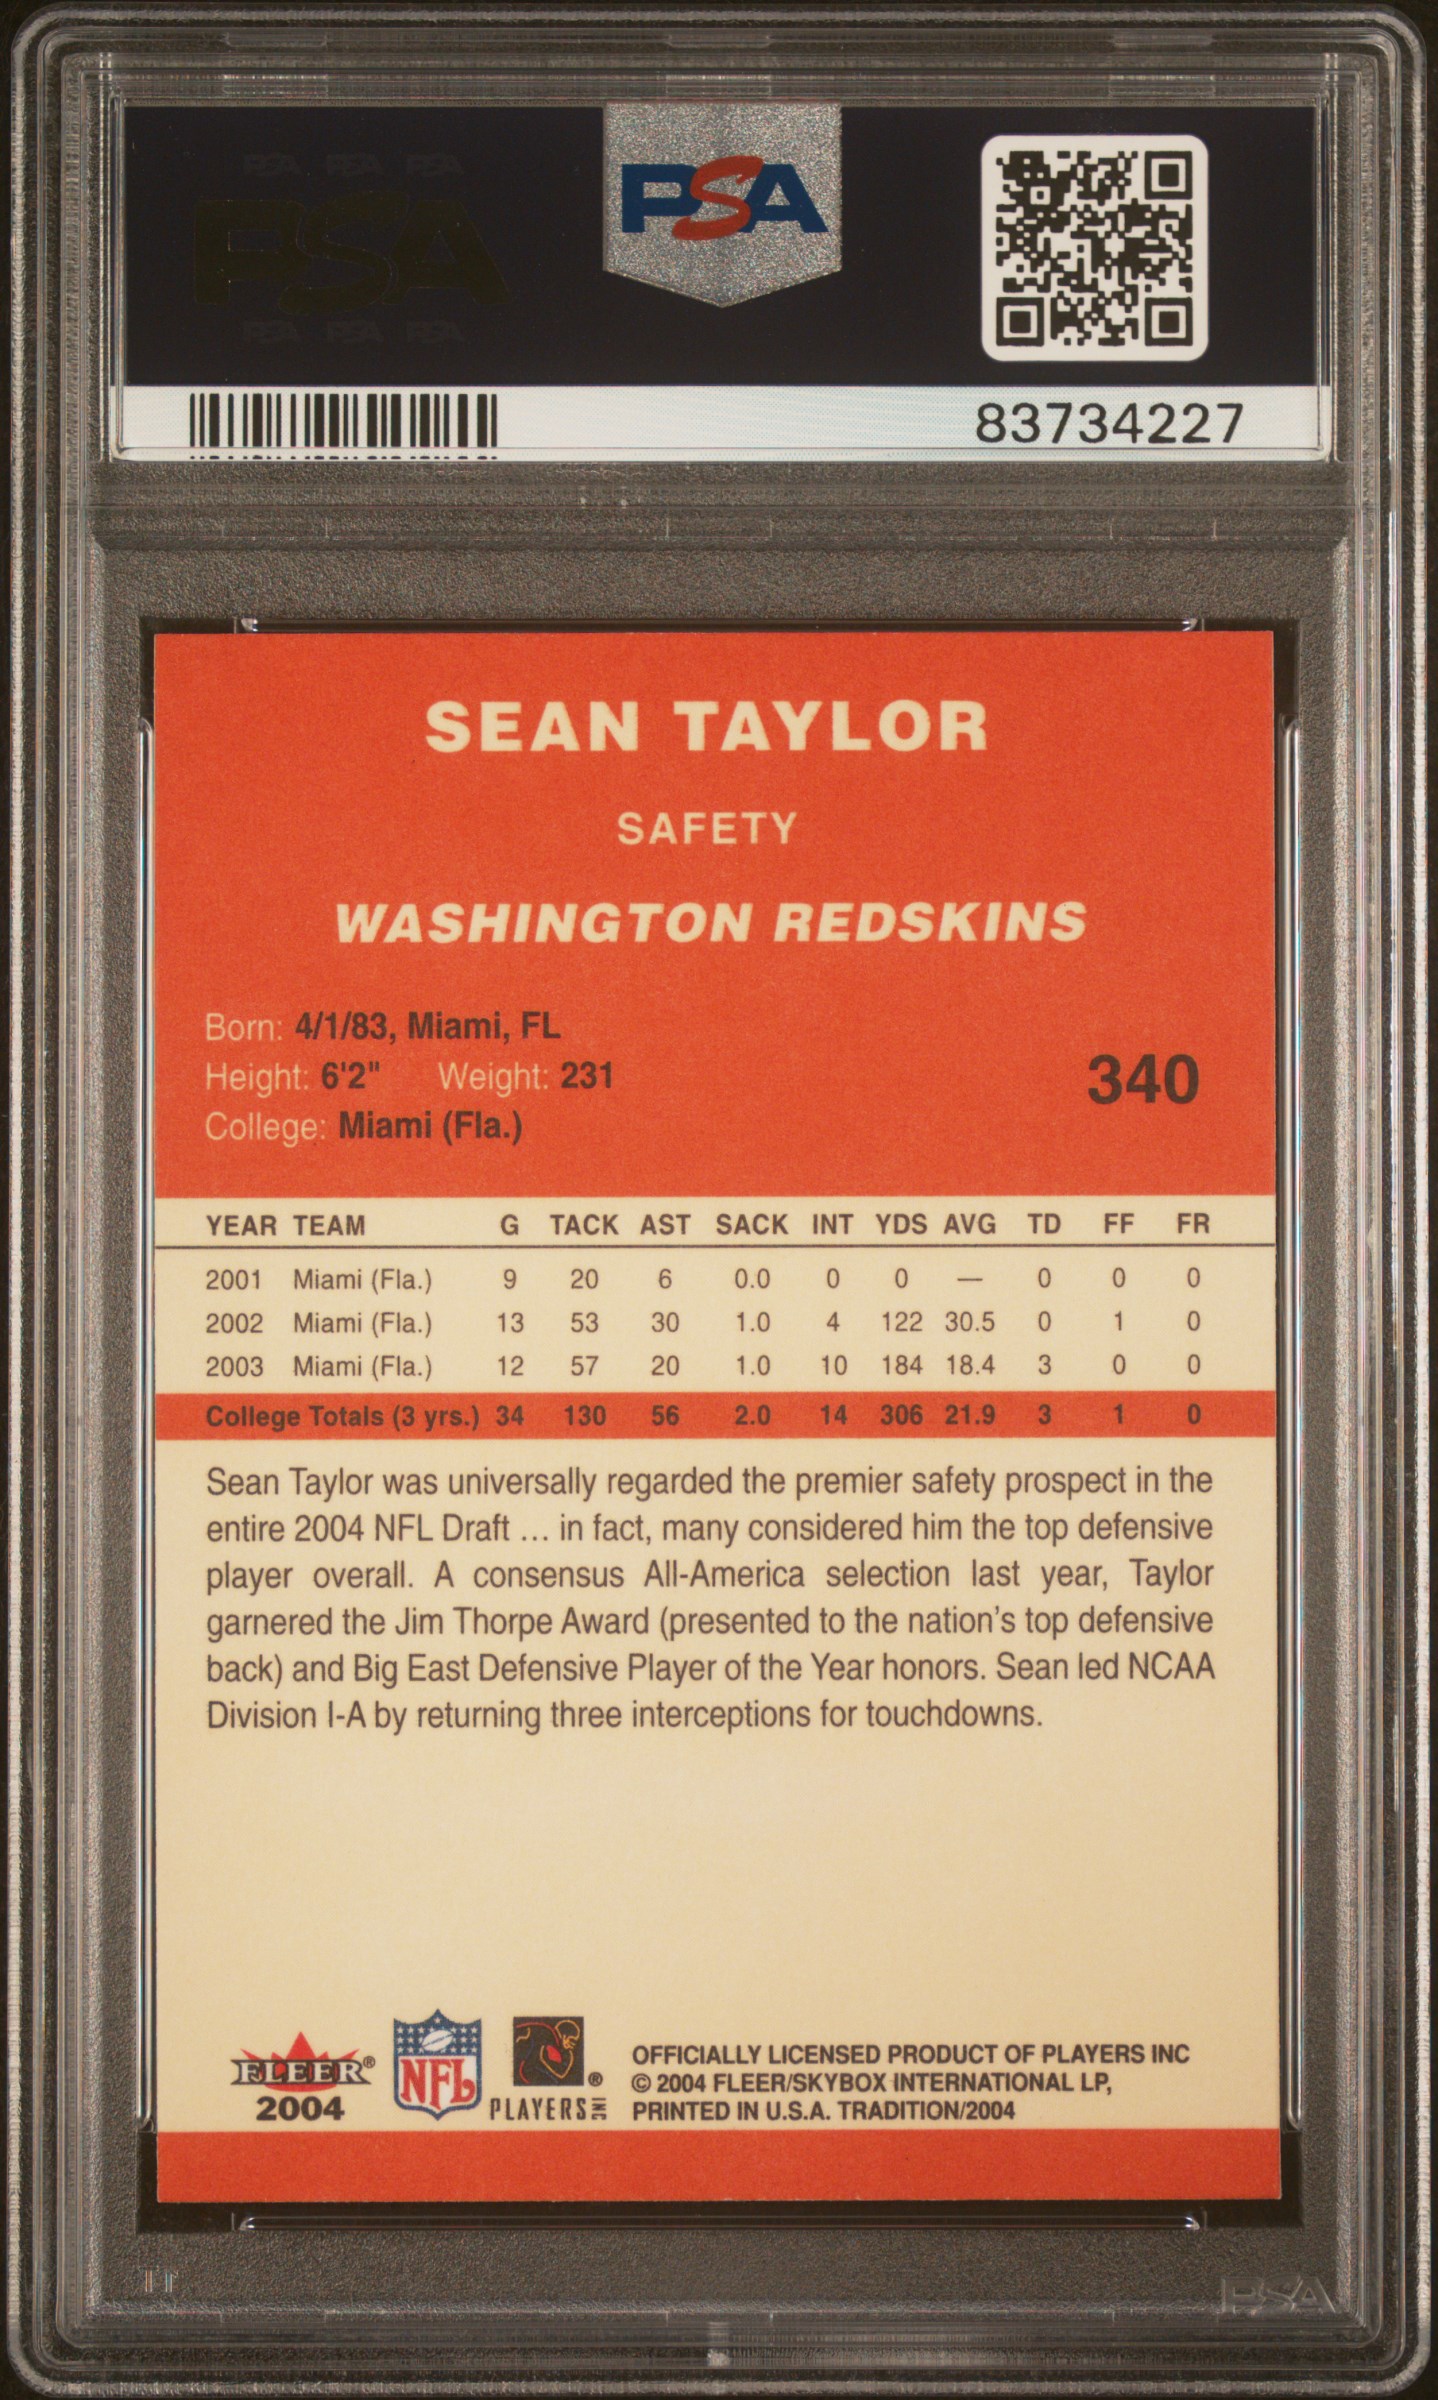 PSA PSA PSA
PSA
PSA PSA PSA
PSA
83734227
SEAN TAYLOR
SAFETY
WASHINGTON REDSKINS
Born: 4/1/83, Miami, FL
Height: 6'2" Weight: 231
College: Miami (Fla.)
340
YEAR TEAM G TACK AST SACK INT YDS AVG TD FF FR
2001 Miami (Fla.) 9 20 6 0.0 0 0 — 0 0 0
2002 Miami (Fla.) 13 53 30 1.0 4 122 30.5 0 1 0
2003 Miami (Fla.) 12 57 20 1.0 10 184 18.4 3 0 0
College Totals (3 yrs.) 34 130 56 2.0 14 306 21.9 3 1 0
Sean Taylor was universally regarded the premier safety prospect in the
entire 2004 NFL Draft ... in fact, many considered him the top defensive
player overall. A consensus All-America selection last year, Taylor
garnered the Jim Thorpe Award (presented to the nation's top defensive
back) and Big East Defensive Player of the Year honors. Sean led NCAA
Division I-A by returning three interceptions for touchdowns.
FLEER®
2004
NFL
PLAYERS INC ®
OFFICIALLY LICENSED PRODUCT OF PLAYERS INC
© 2004 FLEER/SKYBOX INTERNATIONAL LP,
PRINTED IN U.S.A. TRADITION/2004
PSA